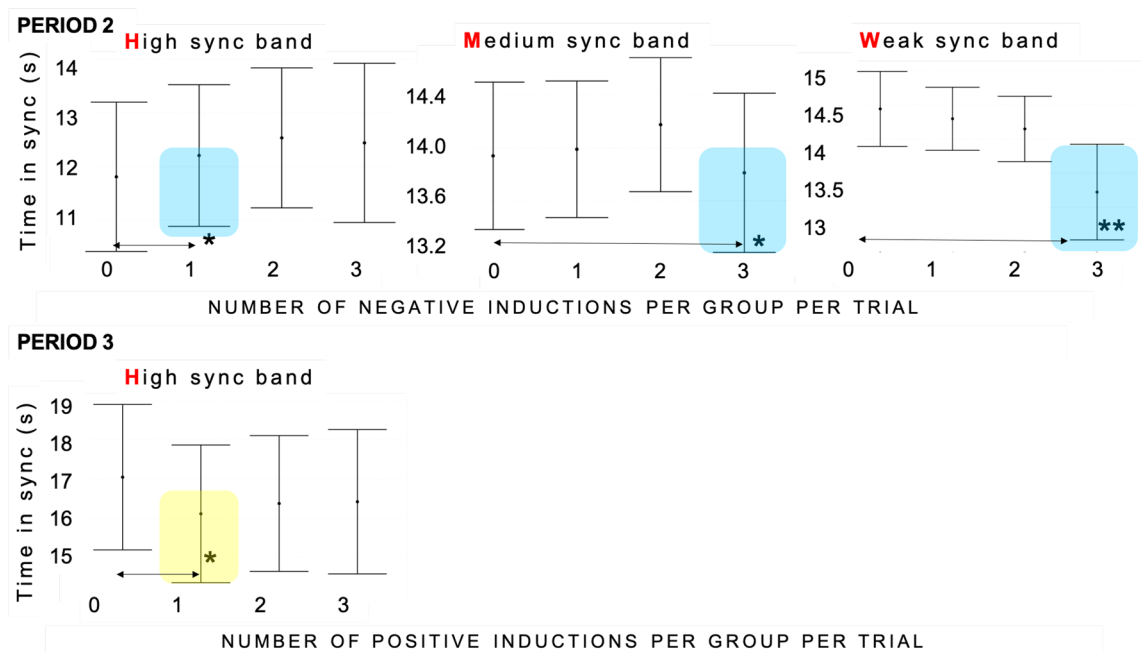 PERIOD 2
High sync band
Medium sync band
Weak sync band
Time in sync (s)
14
13
12
11
*
0 1 2 3
14.4
14.0
13.6
13.2
*
0 1 2 3
15
14.5
14
13.5
13
**
0 1 2 3
NUMBER OF NEGATIVE INDUCTIONS PER GROUP PER TRIAL
PERIOD 3
High sync band
Time in sync (s)
19
18
17
16
15
*
0 1 2 3
NUMBER OF POSITIVE INDUCTIONS PER GROUP PER TRIAL